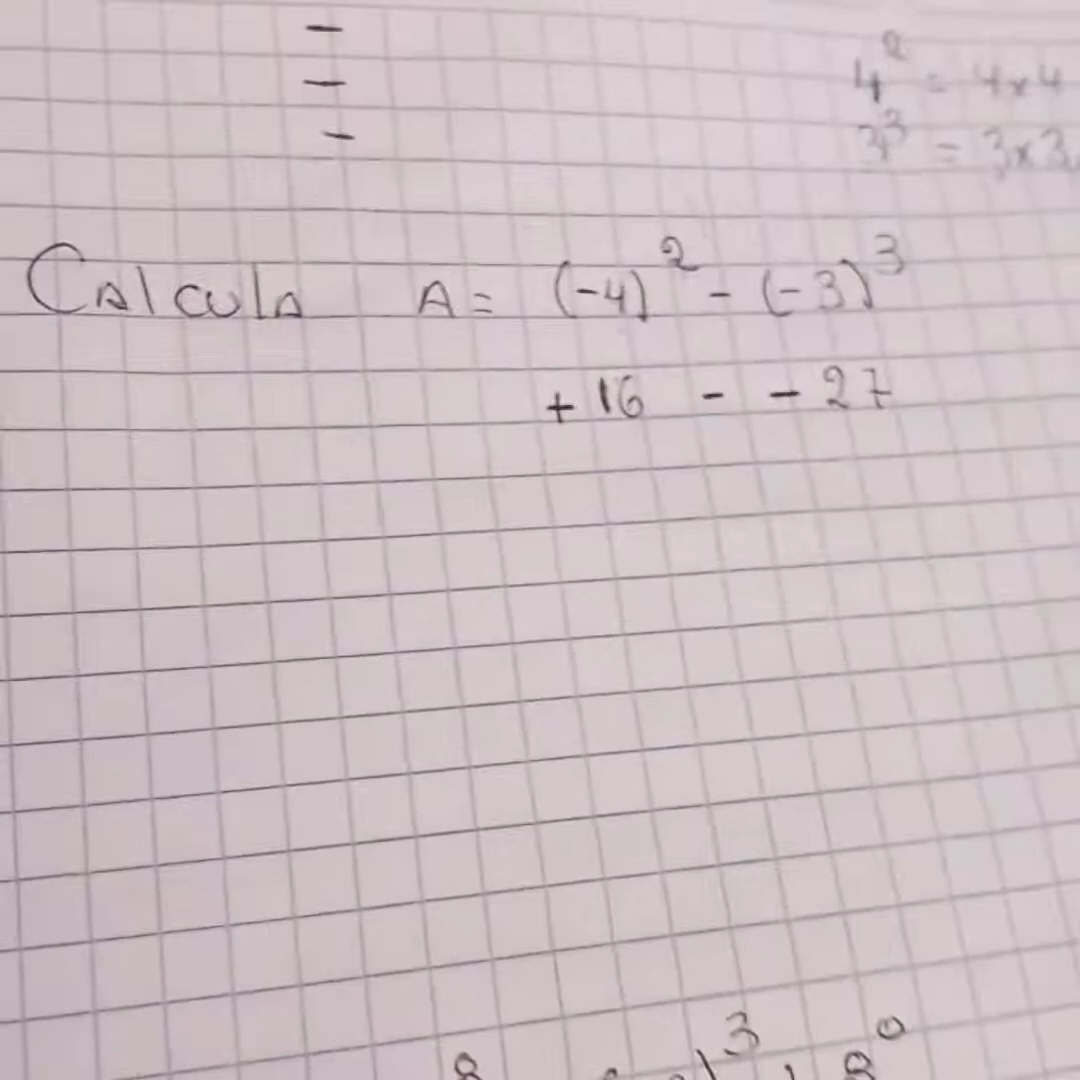 -
-
-
4² = 4x4
3³ = 3x3
Calcula A= (-4)² - (-3)³
+16 - -27